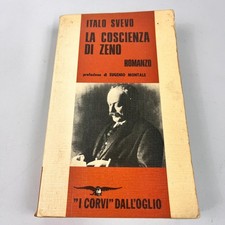 ITALO SVEVO
LA COSCIENZA
DI ZENO
ROMANZO
prefazione di EUGENIO MONTALE
"I CORVI" DALL'OGLIO